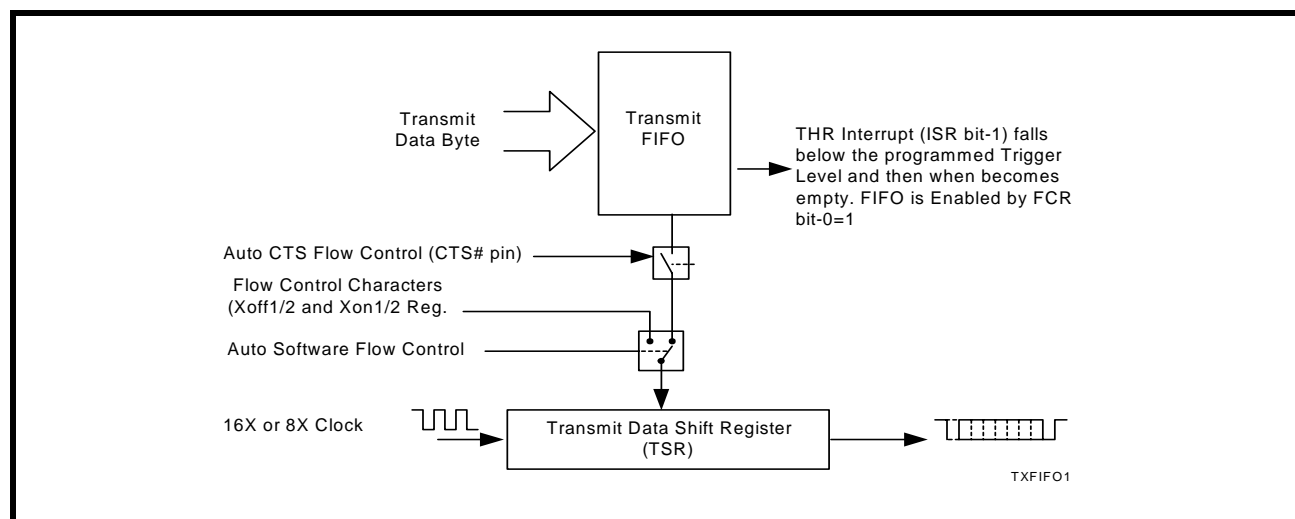 Transmit
Data Byte
Transmit
FIFO
THR Interrupt (ISR bit-1) falls
below the programmed Trigger
Level and then when becomes
empty. FIFO is Enabled by FCR
bit-0=1
Auto CTS Flow Control (CTS# pin)
Flow Control Characters
(Xoff1/2 and Xon1/2 Reg.
Auto Software Flow Control
16X or 8X Clock
Transmit Data Shift Register
(TSR)
TXFIFO1